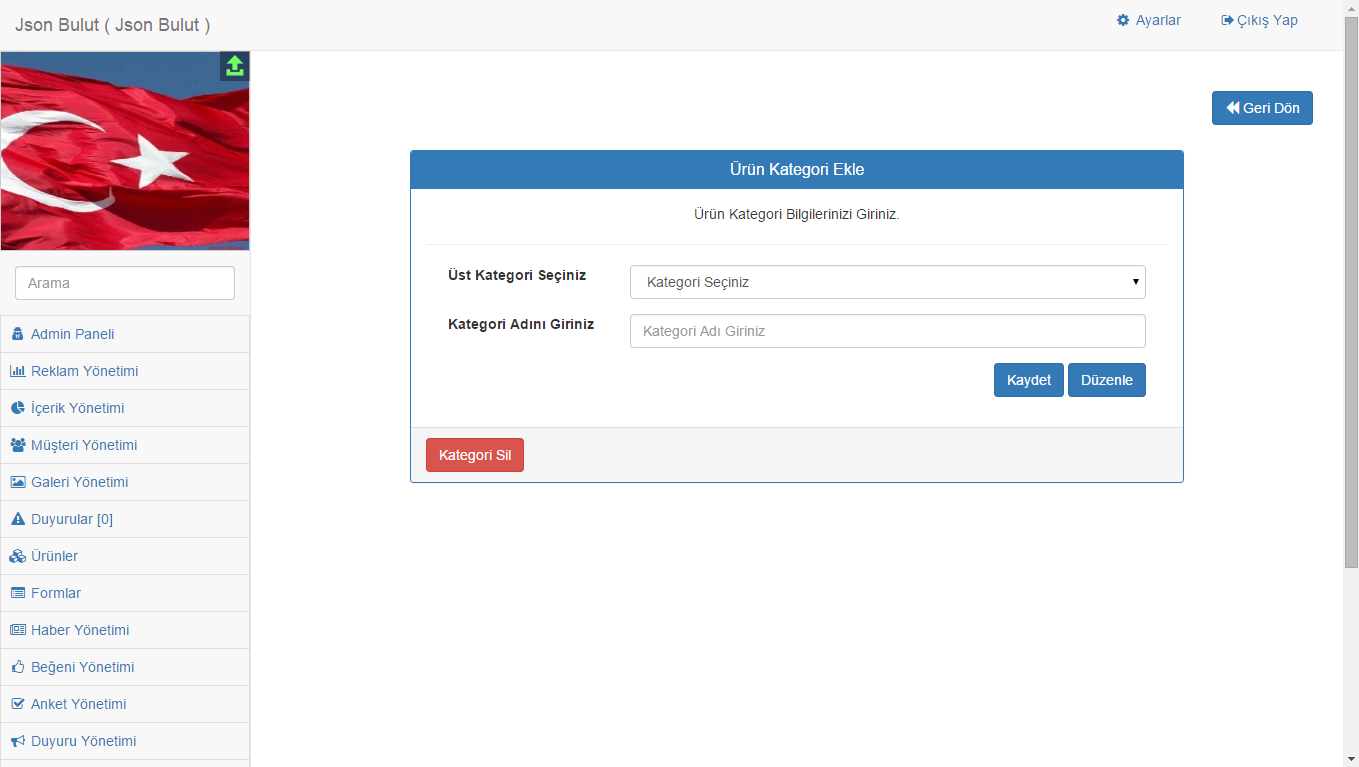 Json Bulut ( Json Bulut )
Ayarlar
Çıkış Yap
Geri Dön
Arama
Admin Paneli
Reklam Yönetimi
İçerik Yönetimi
Müşteri Yönetimi
Galeri Yönetimi
Duyurular [0]
Ürünler
Formlar
Haber Yönetimi
Beğeni Yönetimi
Anket Yönetimi
Duyuru Yönetimi
Ürün Kategori Ekle
Ürün Kategori Bilgilerinizi Giriniz.
Üst Kategori Seçiniz
Kategori Seçiniz
Kategori Adını Giriniz
Kategori Adı Giriniz
Kaydet
Düzenle
Kategori Sil